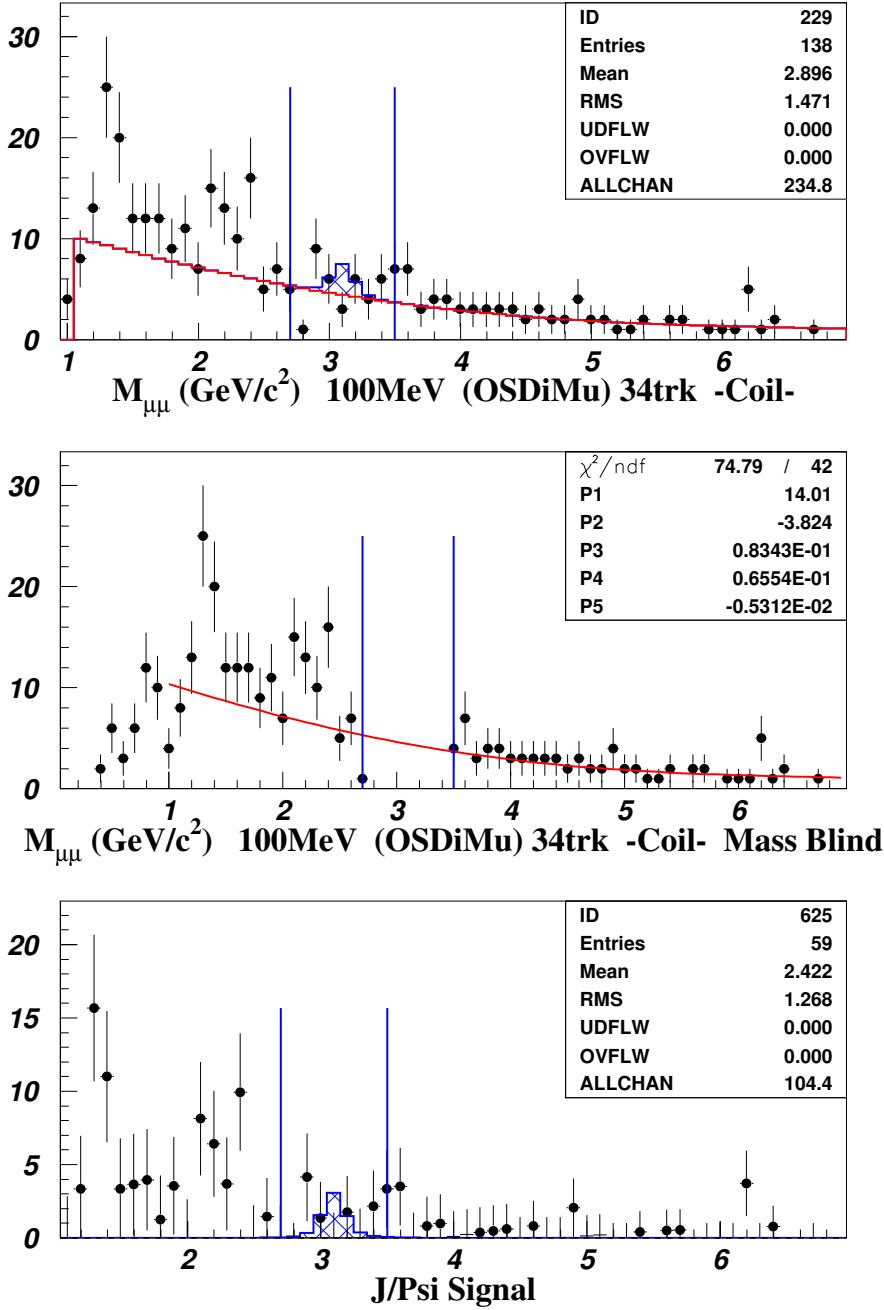 30
20
10
0
1 2 3 4 5 6
ID 229
Entries 138
Mean 2.896
RMS 1.471
UDFLW 0.000
OVFLW 0.000
ALLCHAN 234.8
Mμμ (GeV/c2) 100MeV (OSDiMu) 34trk -Coil-
30
20
10
0
1 2 3 4 5 6
χ2/ndf 74.79 / 42
P1 14.01
P2 -3.824
P3 0.8343E-01
P4 0.6554E-01
P5 -0.5312E-02
Mμμ (GeV/c2) 100MeV (OSDiMu) 34trk -Coil- Mass Blind
20
15
10
5
0
2 3 4 5 6
ID 625
Entries 59
Mean 2.422
RMS 1.268
UDFLW 0.000
OVFLW 0.000
ALLCHAN 104.4
J/Psi Signal